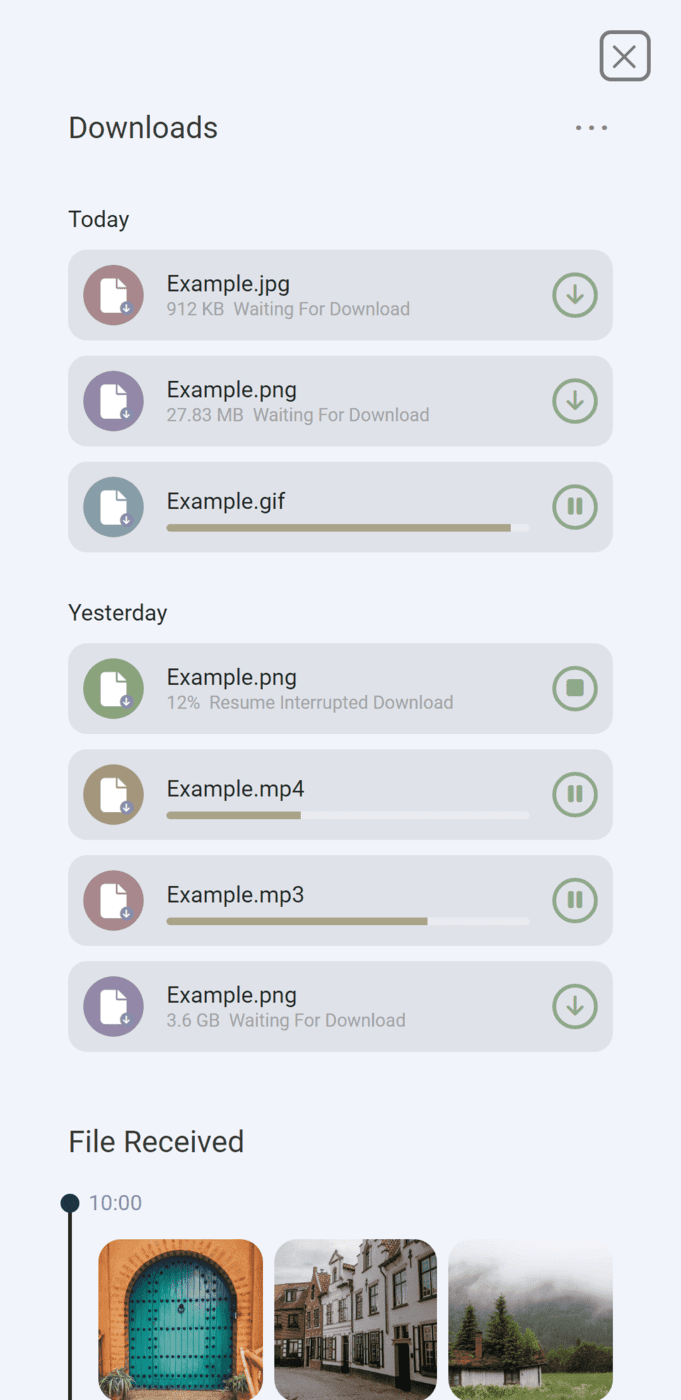 Downloads
Today
Example.jpg
912 KB Waiting For Download
Example.png
27.83 MB Waiting For Download
Example.gif
Yesterday
Example.png
12% Resume Interrupted Download
Example.mp4
Example.mp3
Example.png
3.6 GB Waiting For Download
File Received
10:00